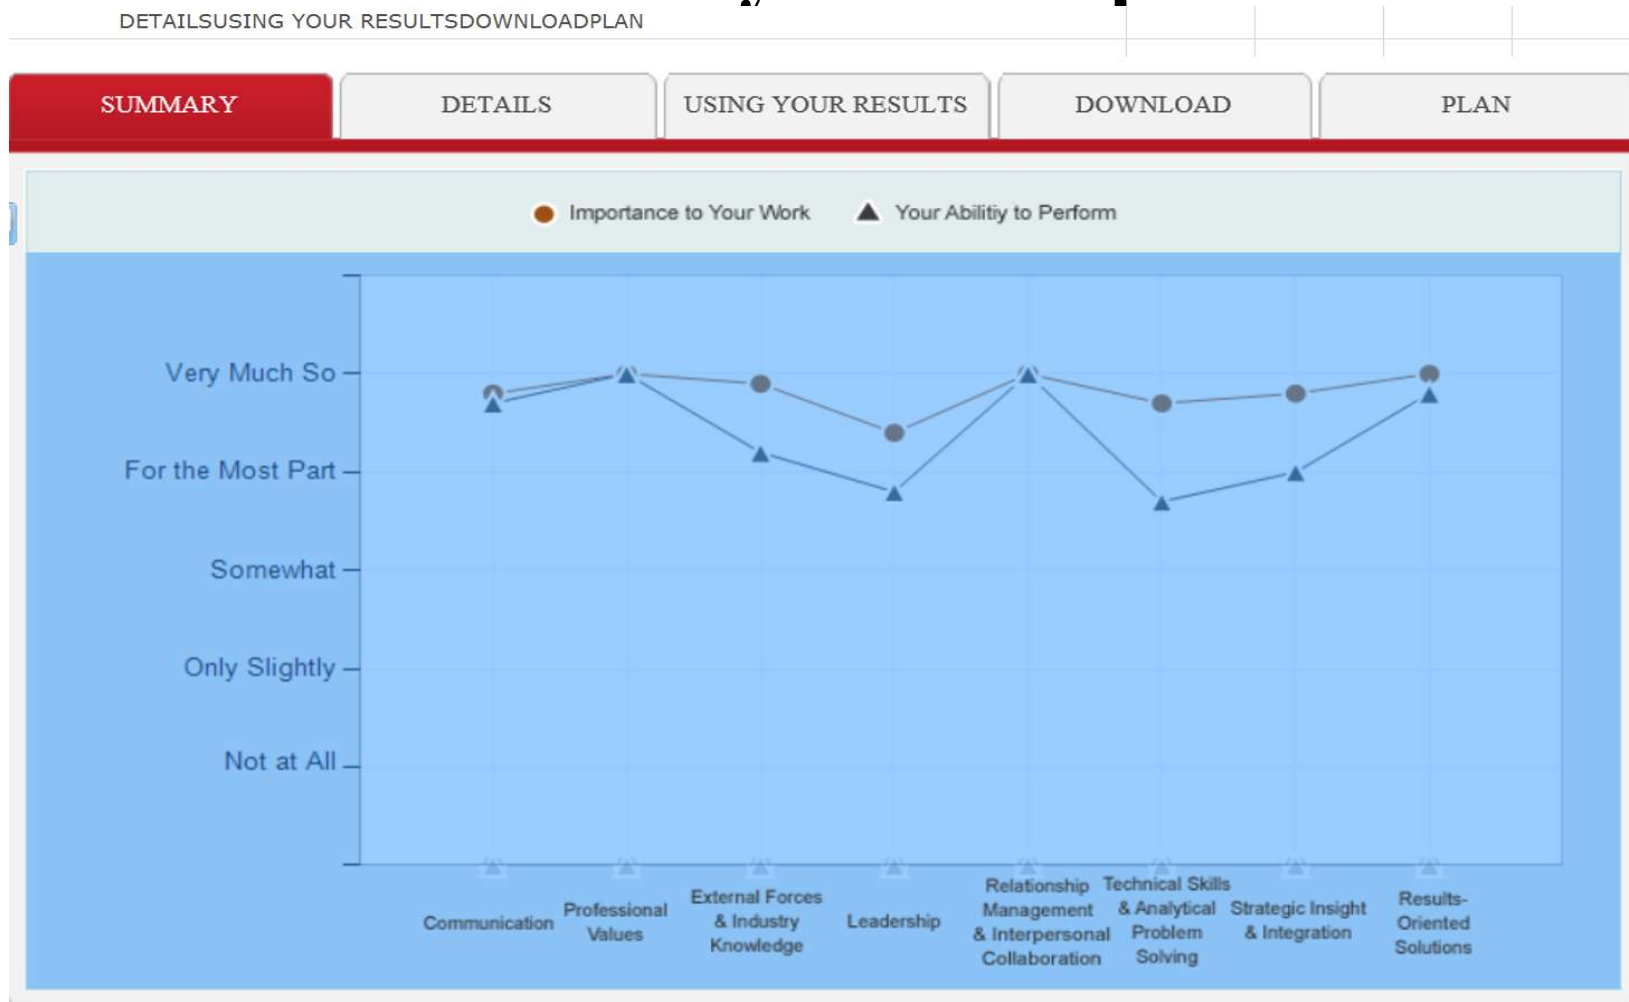 DETAILSUSING YOUR RESULTSDOWNLOADPLAN
SUMMARY
DETAILS
USING YOUR RESULTS
DOWNLOAD
PLAN
Importance to Your Work
Your Abilitiy to Perform
Very Much So
For the Most Part
Somewhat
Only Slightly
Not at All
Communication
Professional
Values
External Forces
& Industry
Knowledge
Leadership
Relationship
Management
& Interpersonal
Collaboration
Technical Skills
& Analytical
Problem
Solving
Strategic Insight
& Integration
Results-
Oriented
Solutions